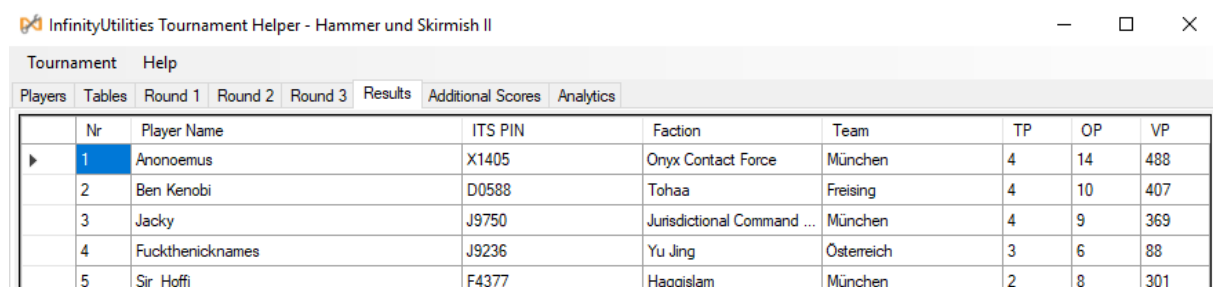 InfinityUtilities Tournament Helper - Hammer und Skirmish II
Tournament Help
Players Tables Round 1 Round 2 Round 3 Results Additional Scores Analytics
Nr Player Name ITS PIN Faction Team TP OP VP
1 Anonoemus X1405 Onyx Contact Force München 4 14 488
2 Ben Kenobi D0588 Tohaa Freising 4 10 407
3 Jacky J9750 Jurisdictional Command ... München 4 9 369
4 Fuckthenicknames J9236 Yu Jing Österreich 3 6 88
5 Sir Hoffi F4377 Haqqislam München 2 8 301